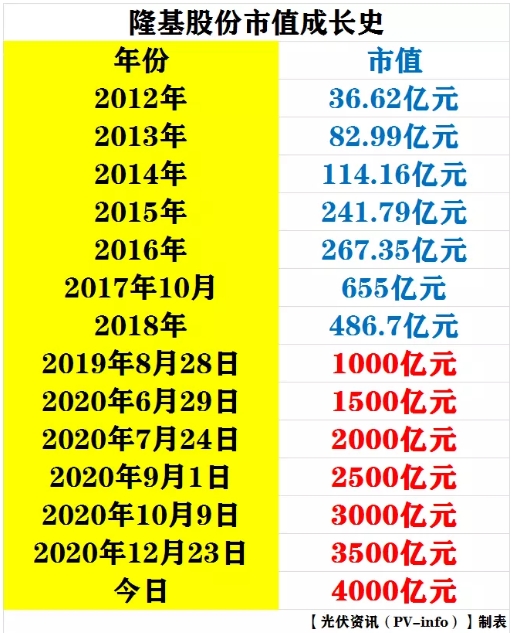 隆基股份市值成长史
年份 市值
2012年 36.62亿元
2013年 82.99亿元
2014年 114.16亿元
2015年 241.79亿元
2016年 267.35亿元
2017年10月 655亿元
2018年 486.7亿元
2019年8月28日 1000亿元
2020年6月29日 1500亿元
2020年7月24日 2000亿元
2020年9月1日 2500亿元
2020年10月9日 3000亿元
2020年12月23日 3500亿元
今日 4000亿元
【光伏资讯（PV-info）】制表